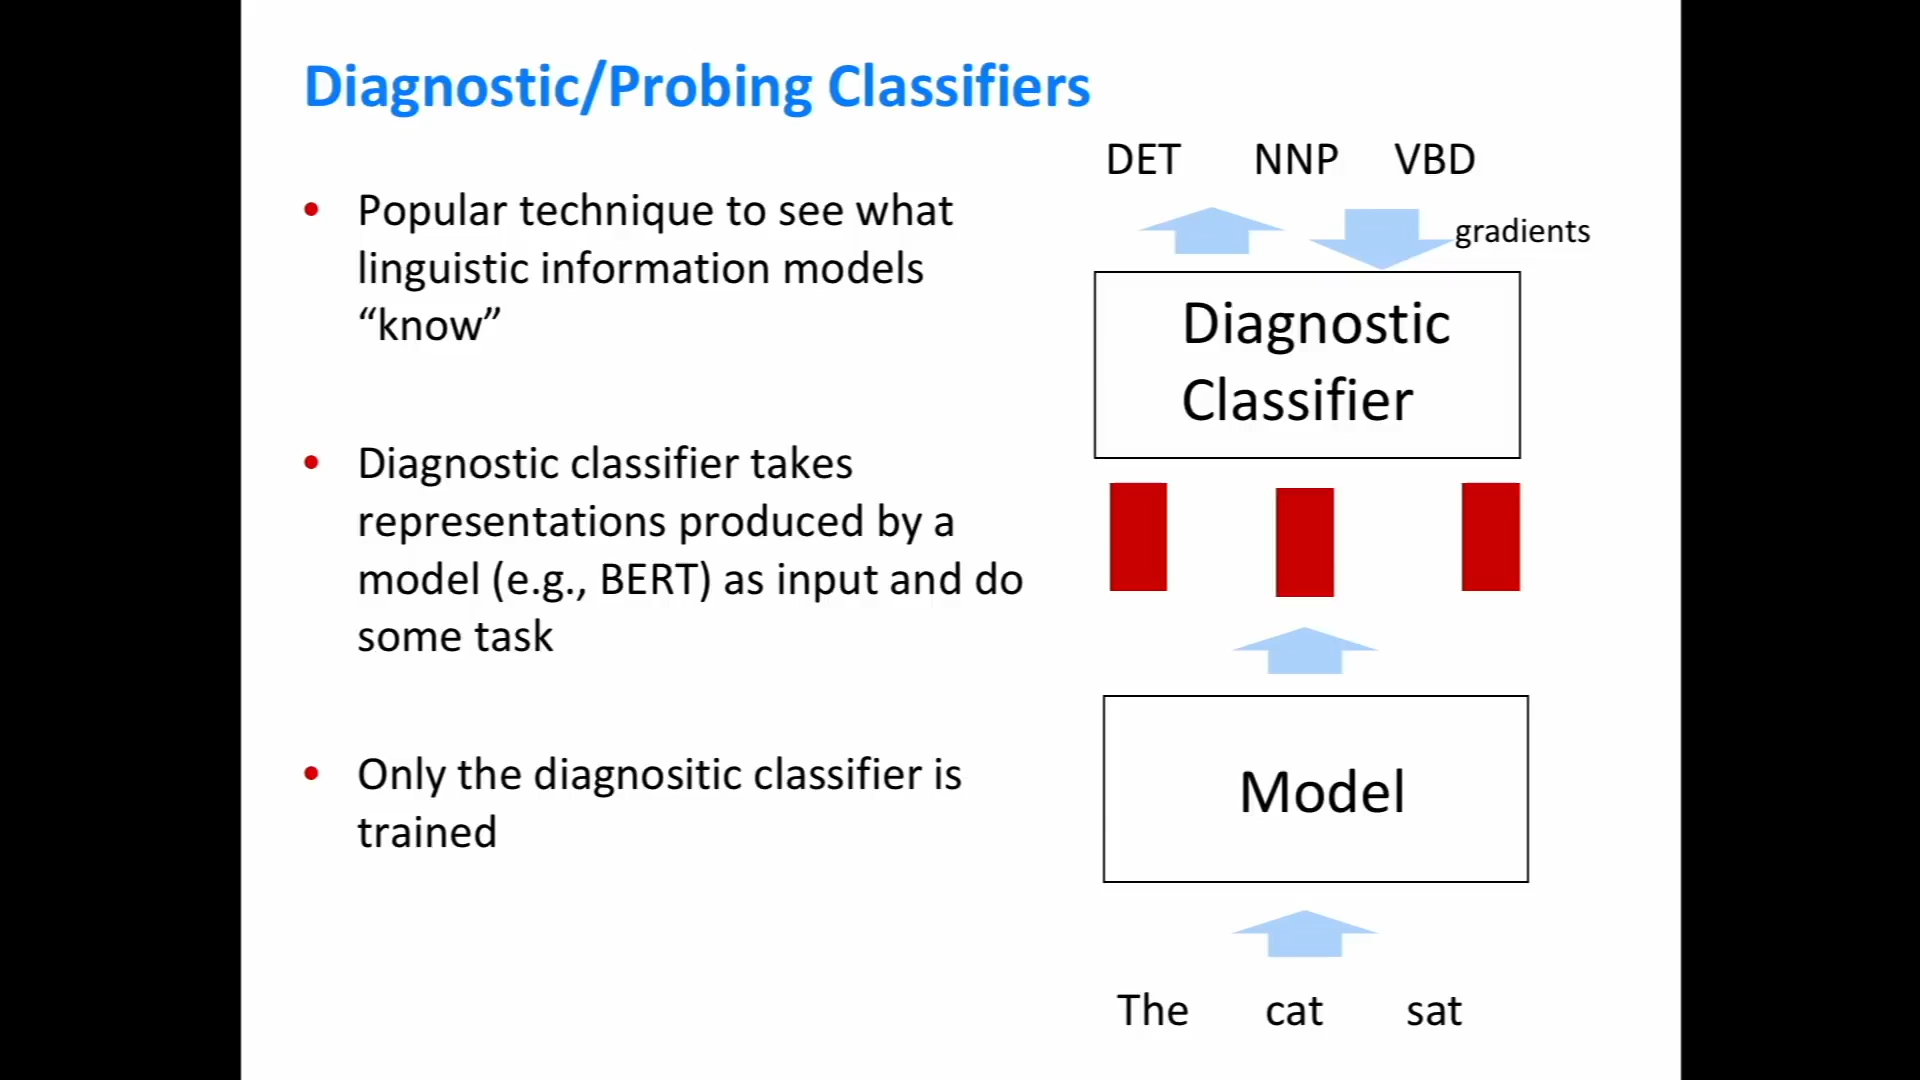 Diagnostic/Probing Classifiers
• Popular technique to see what
linguistic information models
“know”
• Diagnostic classifier takes
representations produced by a
model (e.g., BERT) as input and do
some task
• Only the diagnositic classifier is
trained
DET NNP VBD
gradients
Diagnostic
Classifier
Model
The cat sat